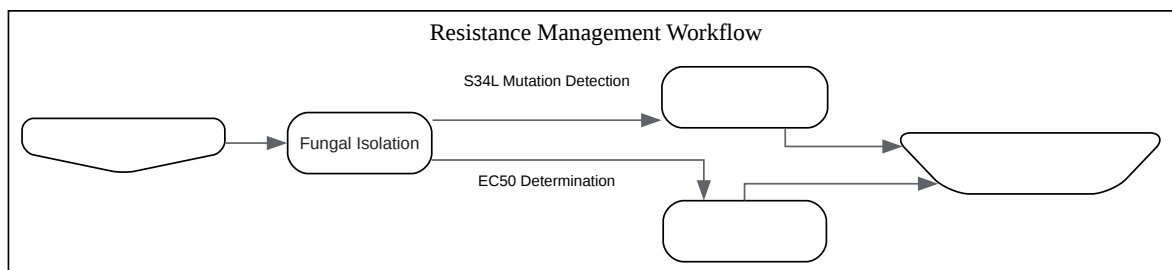 Resistance Management Workflow
S34L Mutation Detection
Fungal Isolation
EC50 Determination